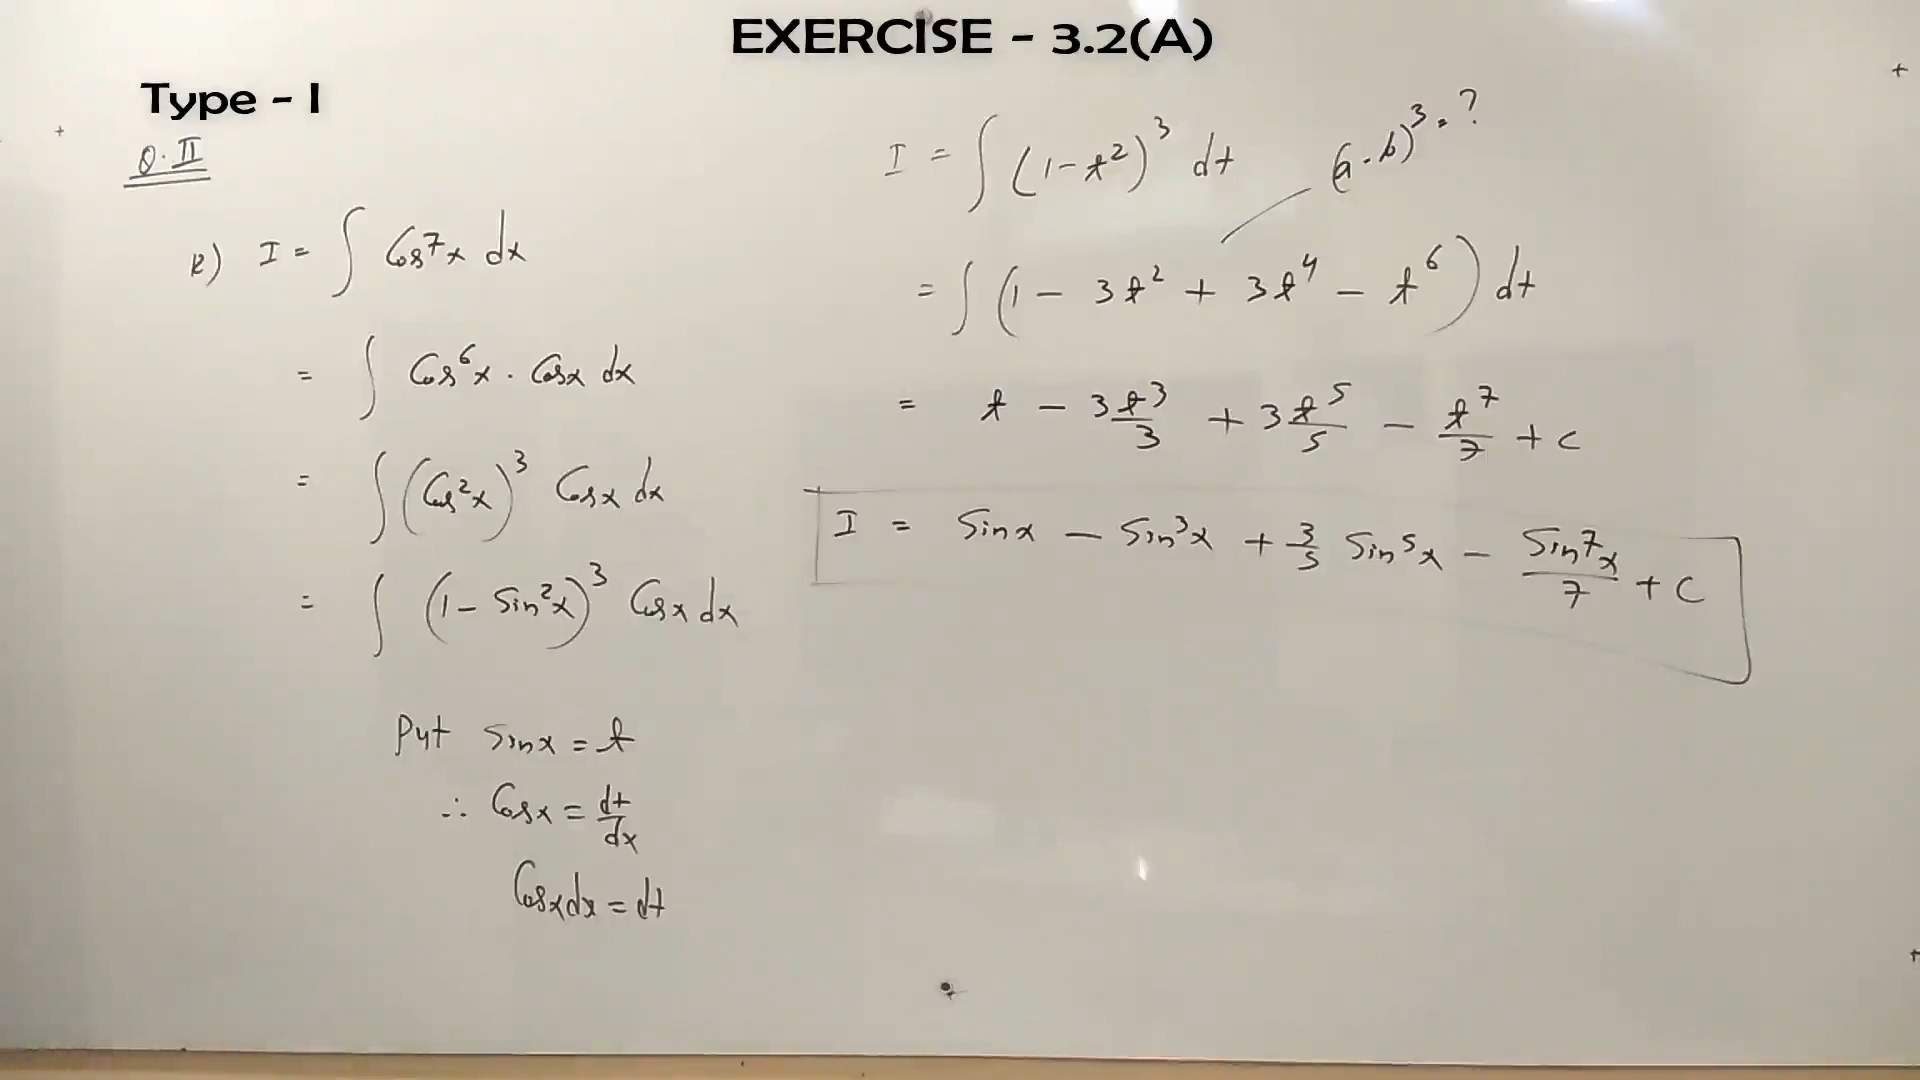 EXERCISE - 3.2(A)
Type - I
Q. II
R) I = ∫ Cos⁷x dx
= ∫ Cos⁶x . Cosx dx
= ∫ (Cos²x)³ Cosx dx
= ∫ (1 - Sin²x)³ Cosx dx
Put Sinx = t
∴ Cosx = dt/dx
Cosxdx = dt
I = ∫ (1 - t²)³ dt (a - b)³ = ?
= ∫ (1 - 3t² + 3t⁴ - t⁶) dt
= t - 3t³/3 + 3t⁵/5 - t⁷/7 + c
I = Sinx - Sin³x + 3/5 Sin⁵x - Sin⁷x/7 + C